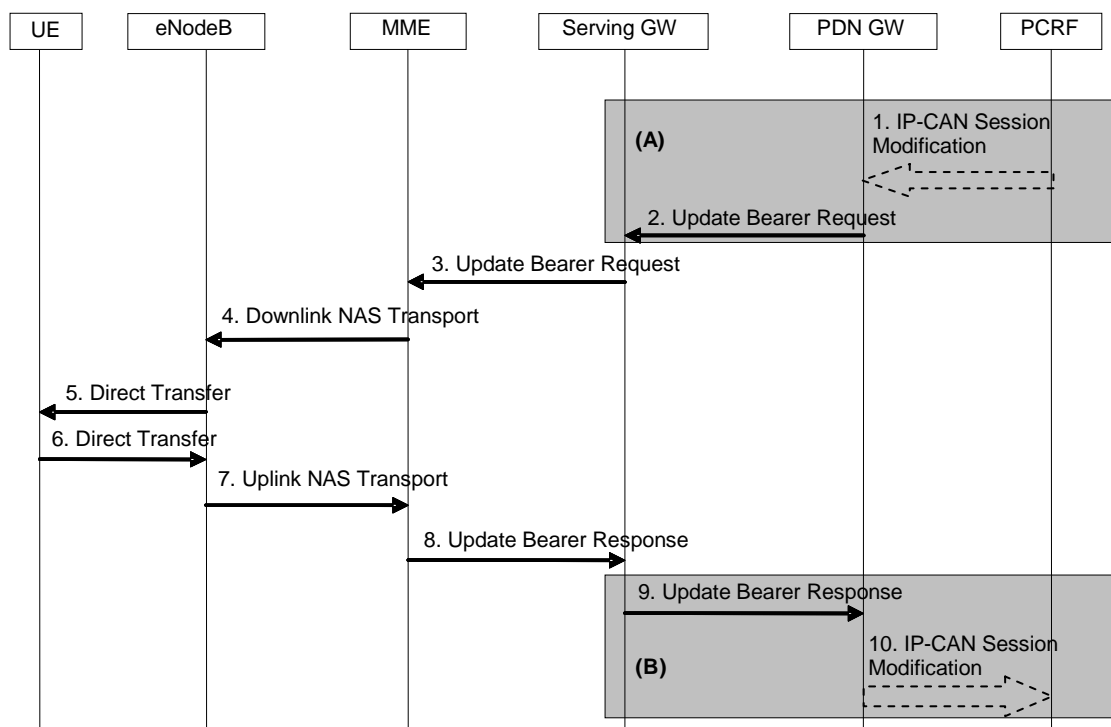 UE eNodeB MME Serving GW PDN GW PCRF
(A)
1. IP-CAN Session
Modification
2. Update Bearer Request
3. Update Bearer Request
4. Downlink NAS Transport
5. Direct Transfer
6. Direct Transfer
7. Uplink NAS Transport
8. Update Bearer Response
9. Update Bearer Response
(B)
10. IP-CAN Session
Modification